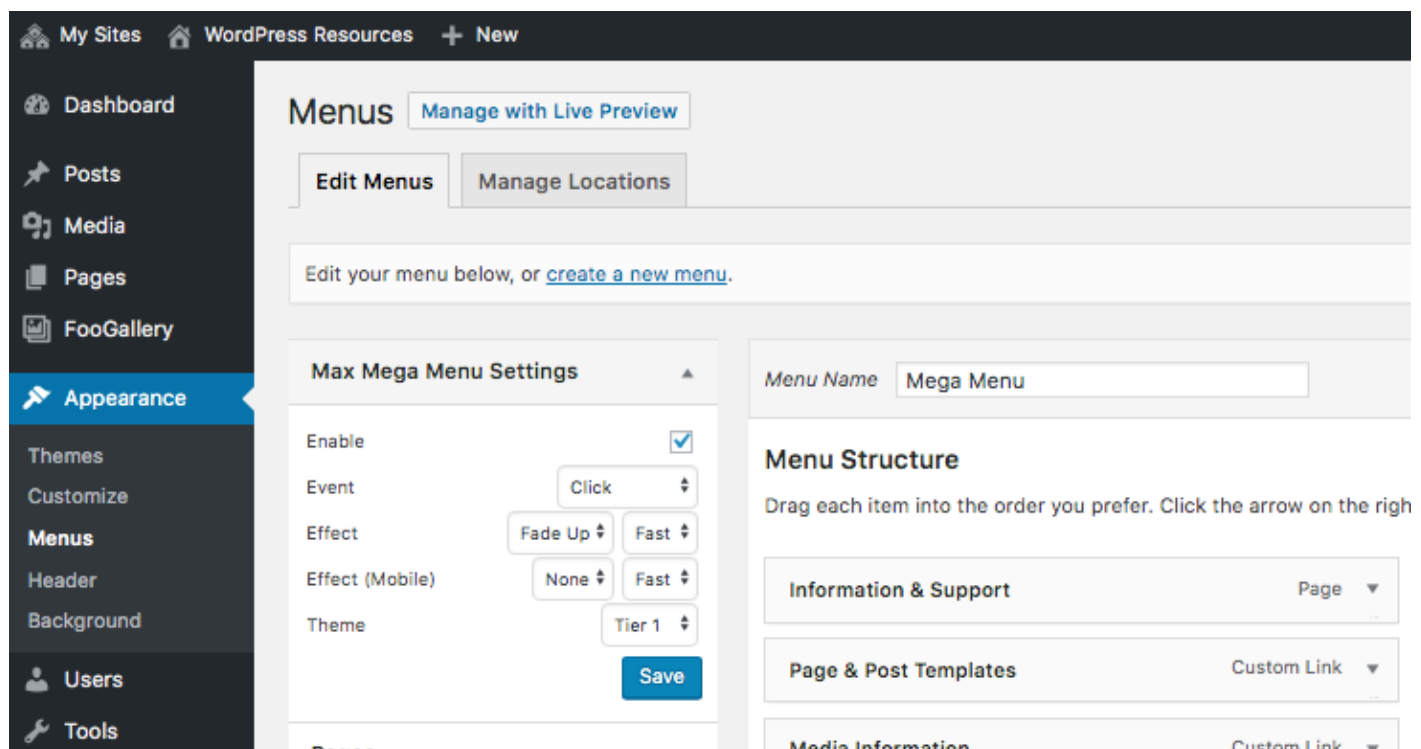 My Sites WordPress Resources + New
Dashboard
Posts
Media
Pages
FooGallery
Appearance
Themes
Customize
Menus
Header
Background
Users
Tools
Menus Manage with Live Preview
Edit Menus Manage Locations
Edit your menu below, or create a new menu.
Max Mega Menu Settings
Enable
Event Click
Effect Fade Up Fast
Effect (Mobile) None Fast
Theme Tier 1
Save
Menu Name Mega Menu
Menu Structure
Drag each item into the order you prefer. Click the arrow on the righ
Information & Support Page
Page & Post Templates Custom Link
Media Information Custom Link